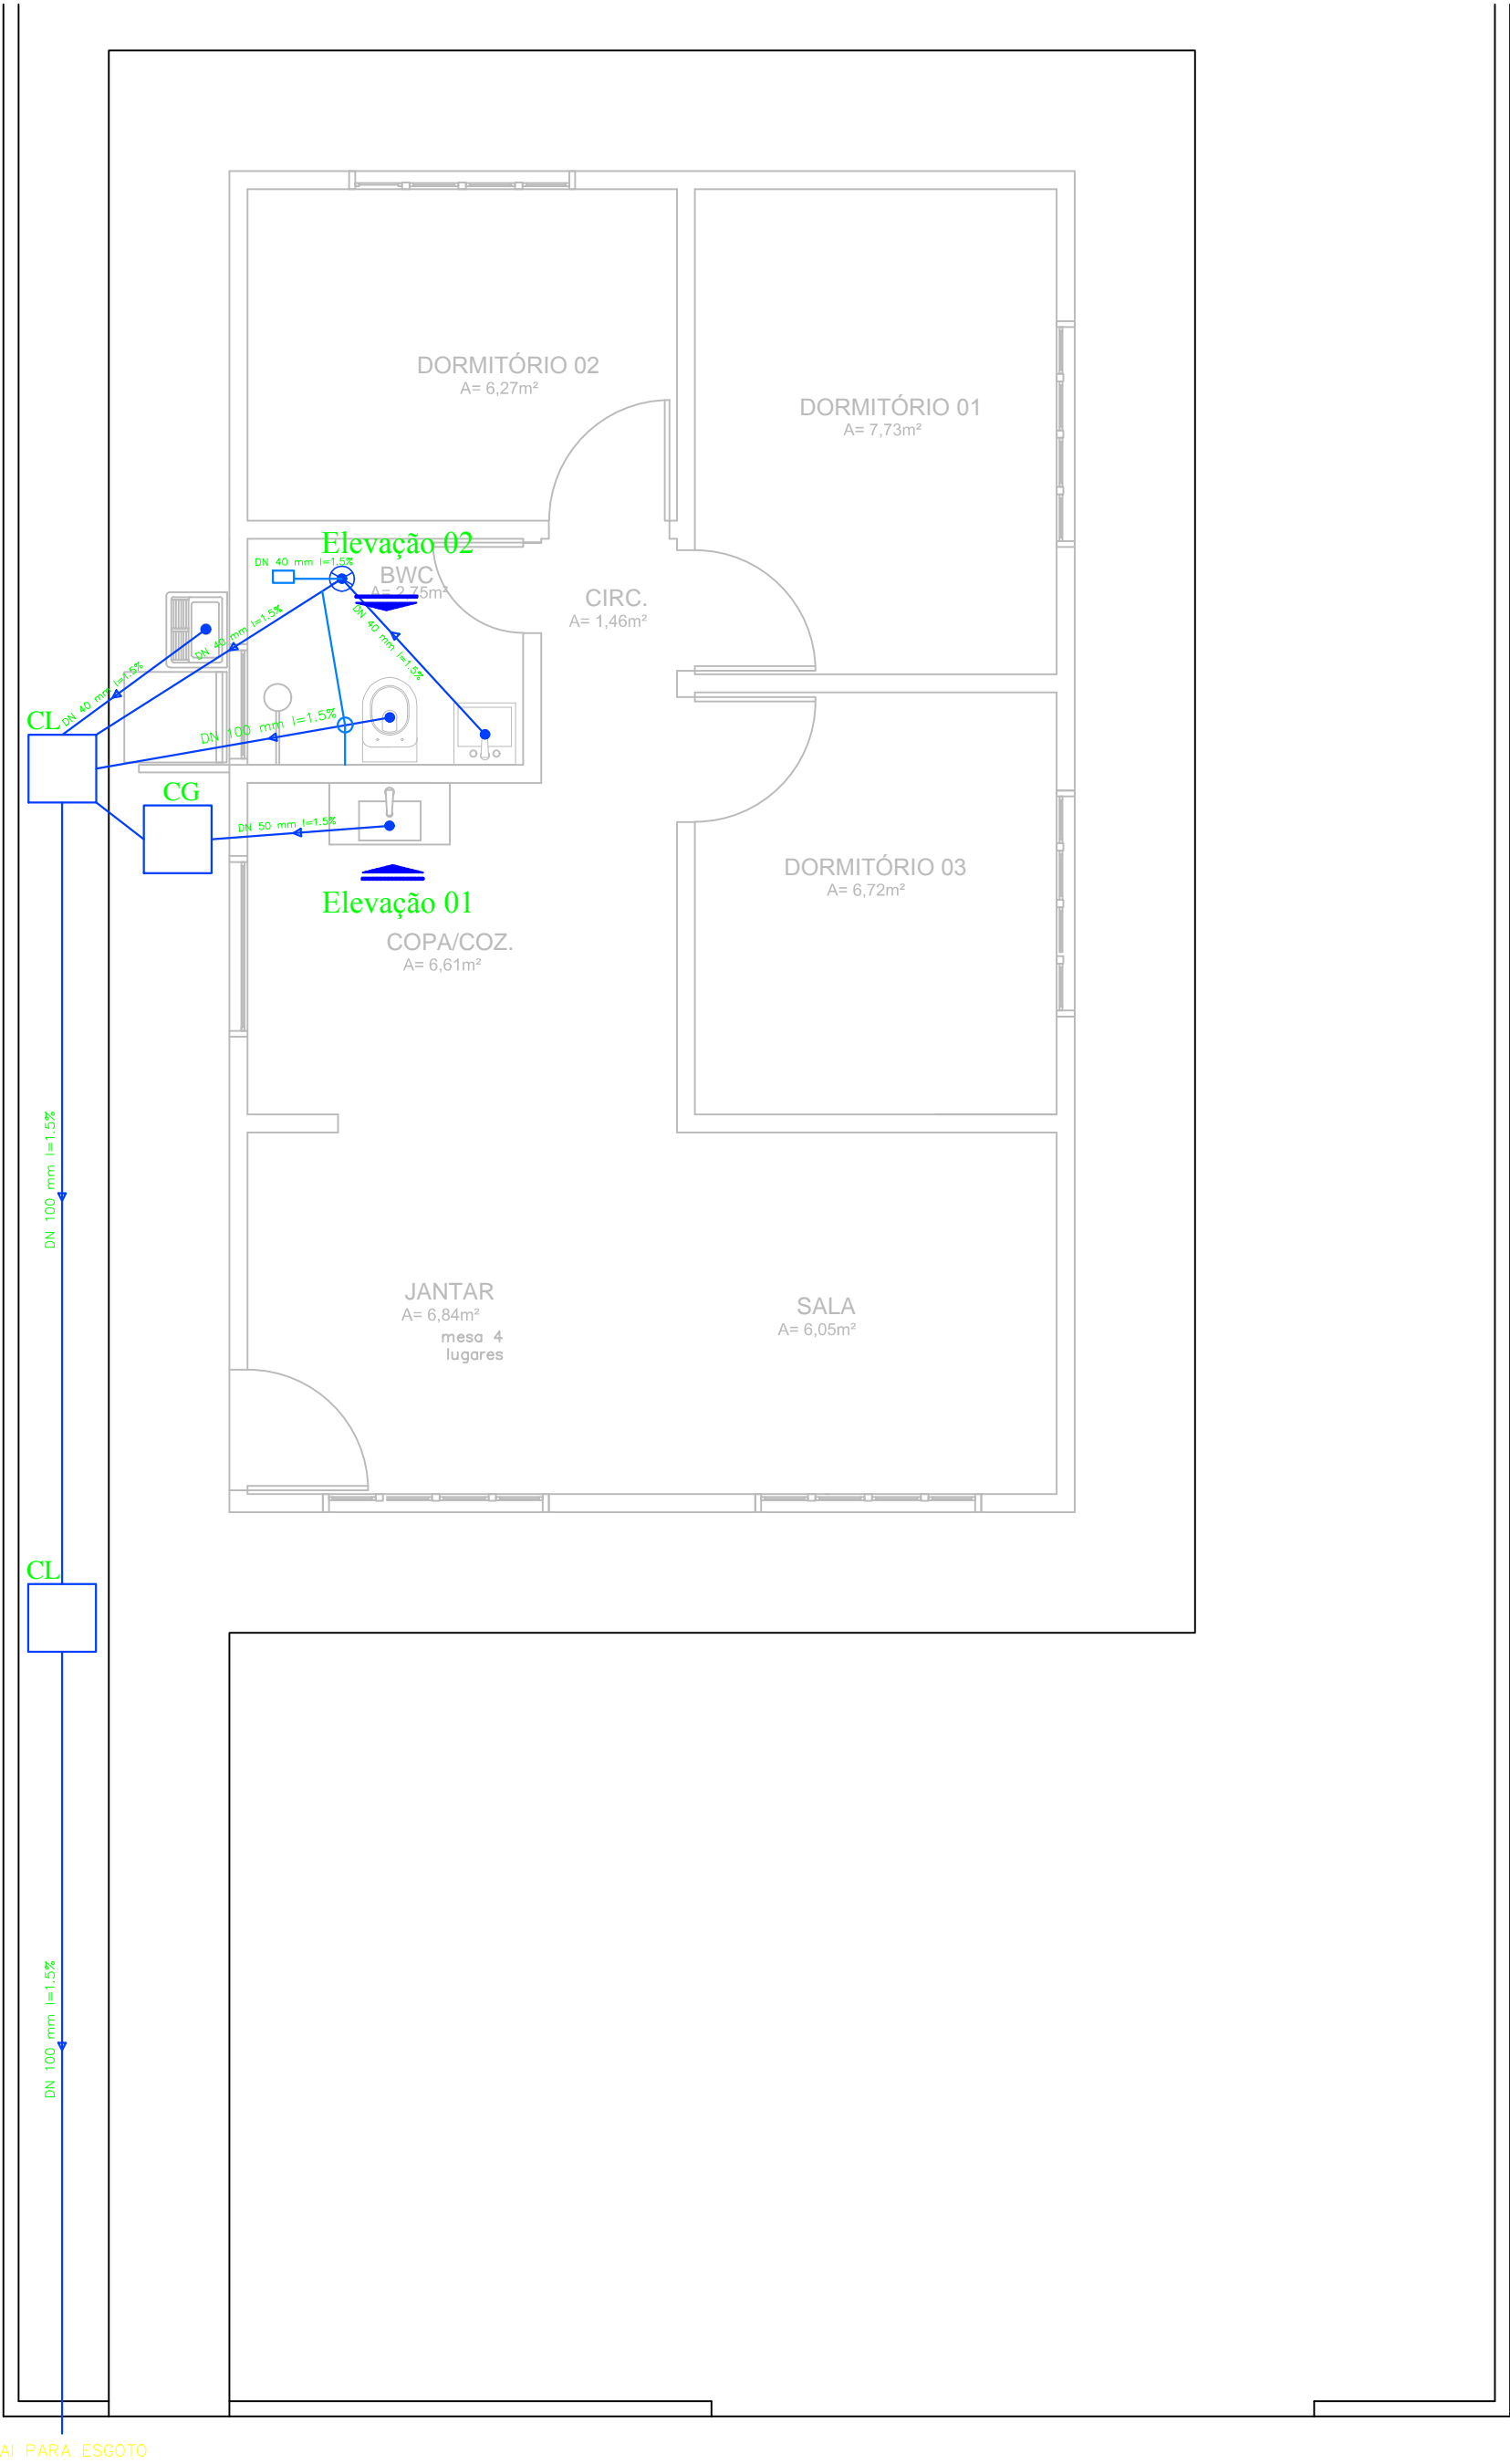 DORMITÓRIO 02
A= 6,27m²
DORMITÓRIO 01
A= 7,73m²
Elevação 02
DN 40 mm I=1.5%
BWC
A= 2,75m²
CIRC.
A= 1,46m²
DN 40 mm I=1.5%
DN 40 mm I=1.5%
DN 40 mm I=1.5%
CL
DN 100 mm I=1.5%
CG
DN 50 mm I=1.5%
DORMITÓRIO 03
A= 6,72m²
Elevação 01
COPA/COZ.
A= 6,61m²
DN 100 mm I=1.5%
JANTAR
A= 6,84m²
mesa 4
lugares
SALA
A= 6,05m²
CL
DN 100 mm I=1.5%
AI PARA ESGOTO